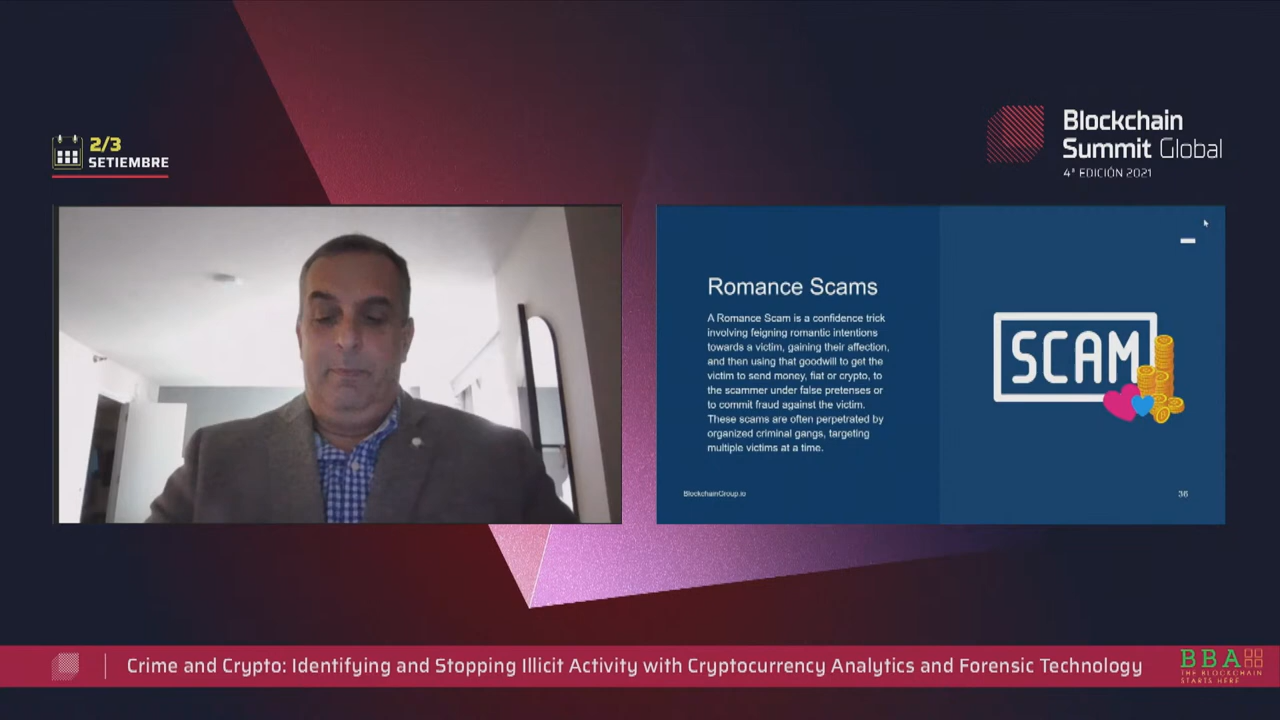 2/3
SETIEMBRE
Blockchain
Summit Global
4ª EDICIÓN 2021
Romance Scams
A Romance Scam is a confidence trick
involving feigning romantic intentions
towards a victim, gaining their affection,
and then using that goodwill to get the
victim to send money, fiat or crypto, to
the scammer under false pretenses or
to commit fraud against the victim.
These scams are often perpetrated by
organized criminal gangs, targeting
multiple victims at a time.
SCAM
BlockchainGroup.io
36
Crime and Crypto: Identifying and Stopping Illicit Activity with Cryptocurrency Analytics and Forensic Technology
BBA
THE BLOCKCHAIN
STARTS HERE